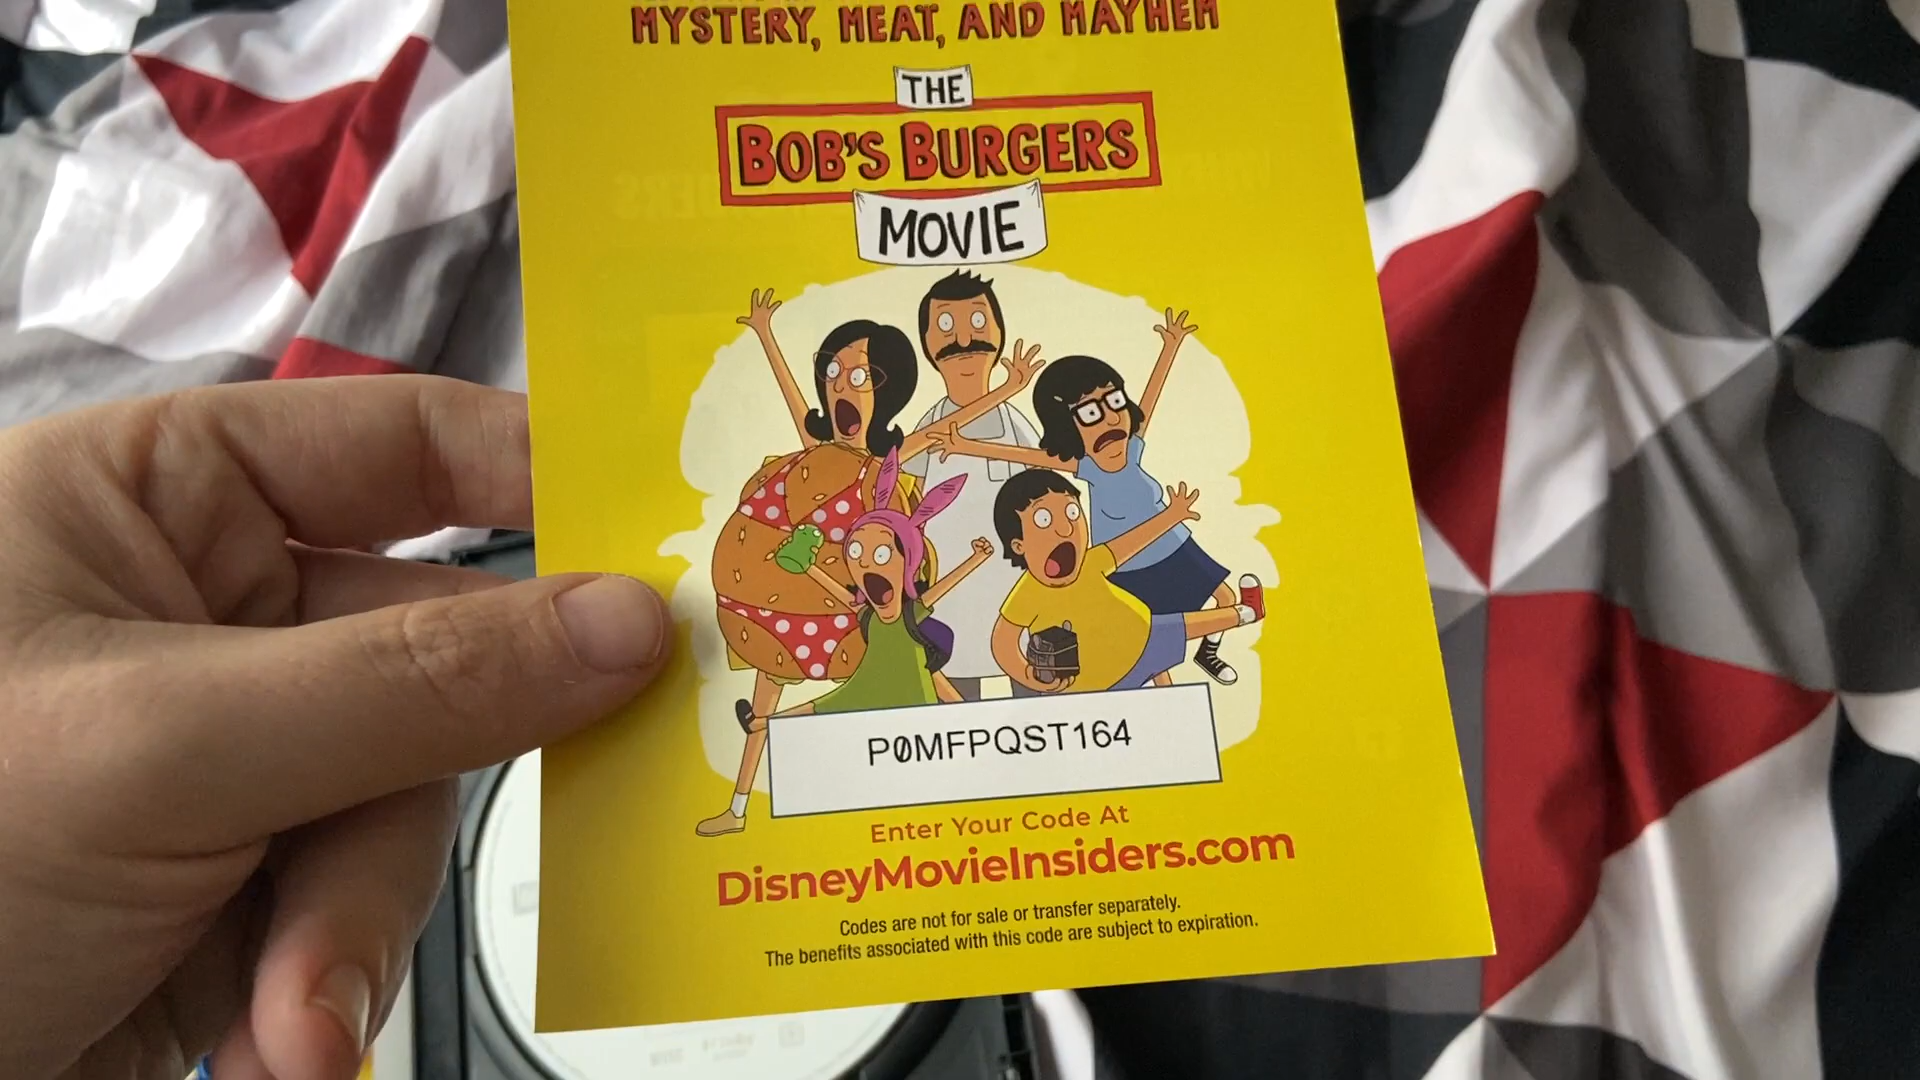 MYSTERY, MEAT, AND MAYHEM
THE
BOB'S BURGERS
MOVIE
P0MFPQST164
Enter Your Code At
DisneyMovieInsiders.com
Codes are not for sale or transfer separately.
The benefits associated with this code are subject to expiration.